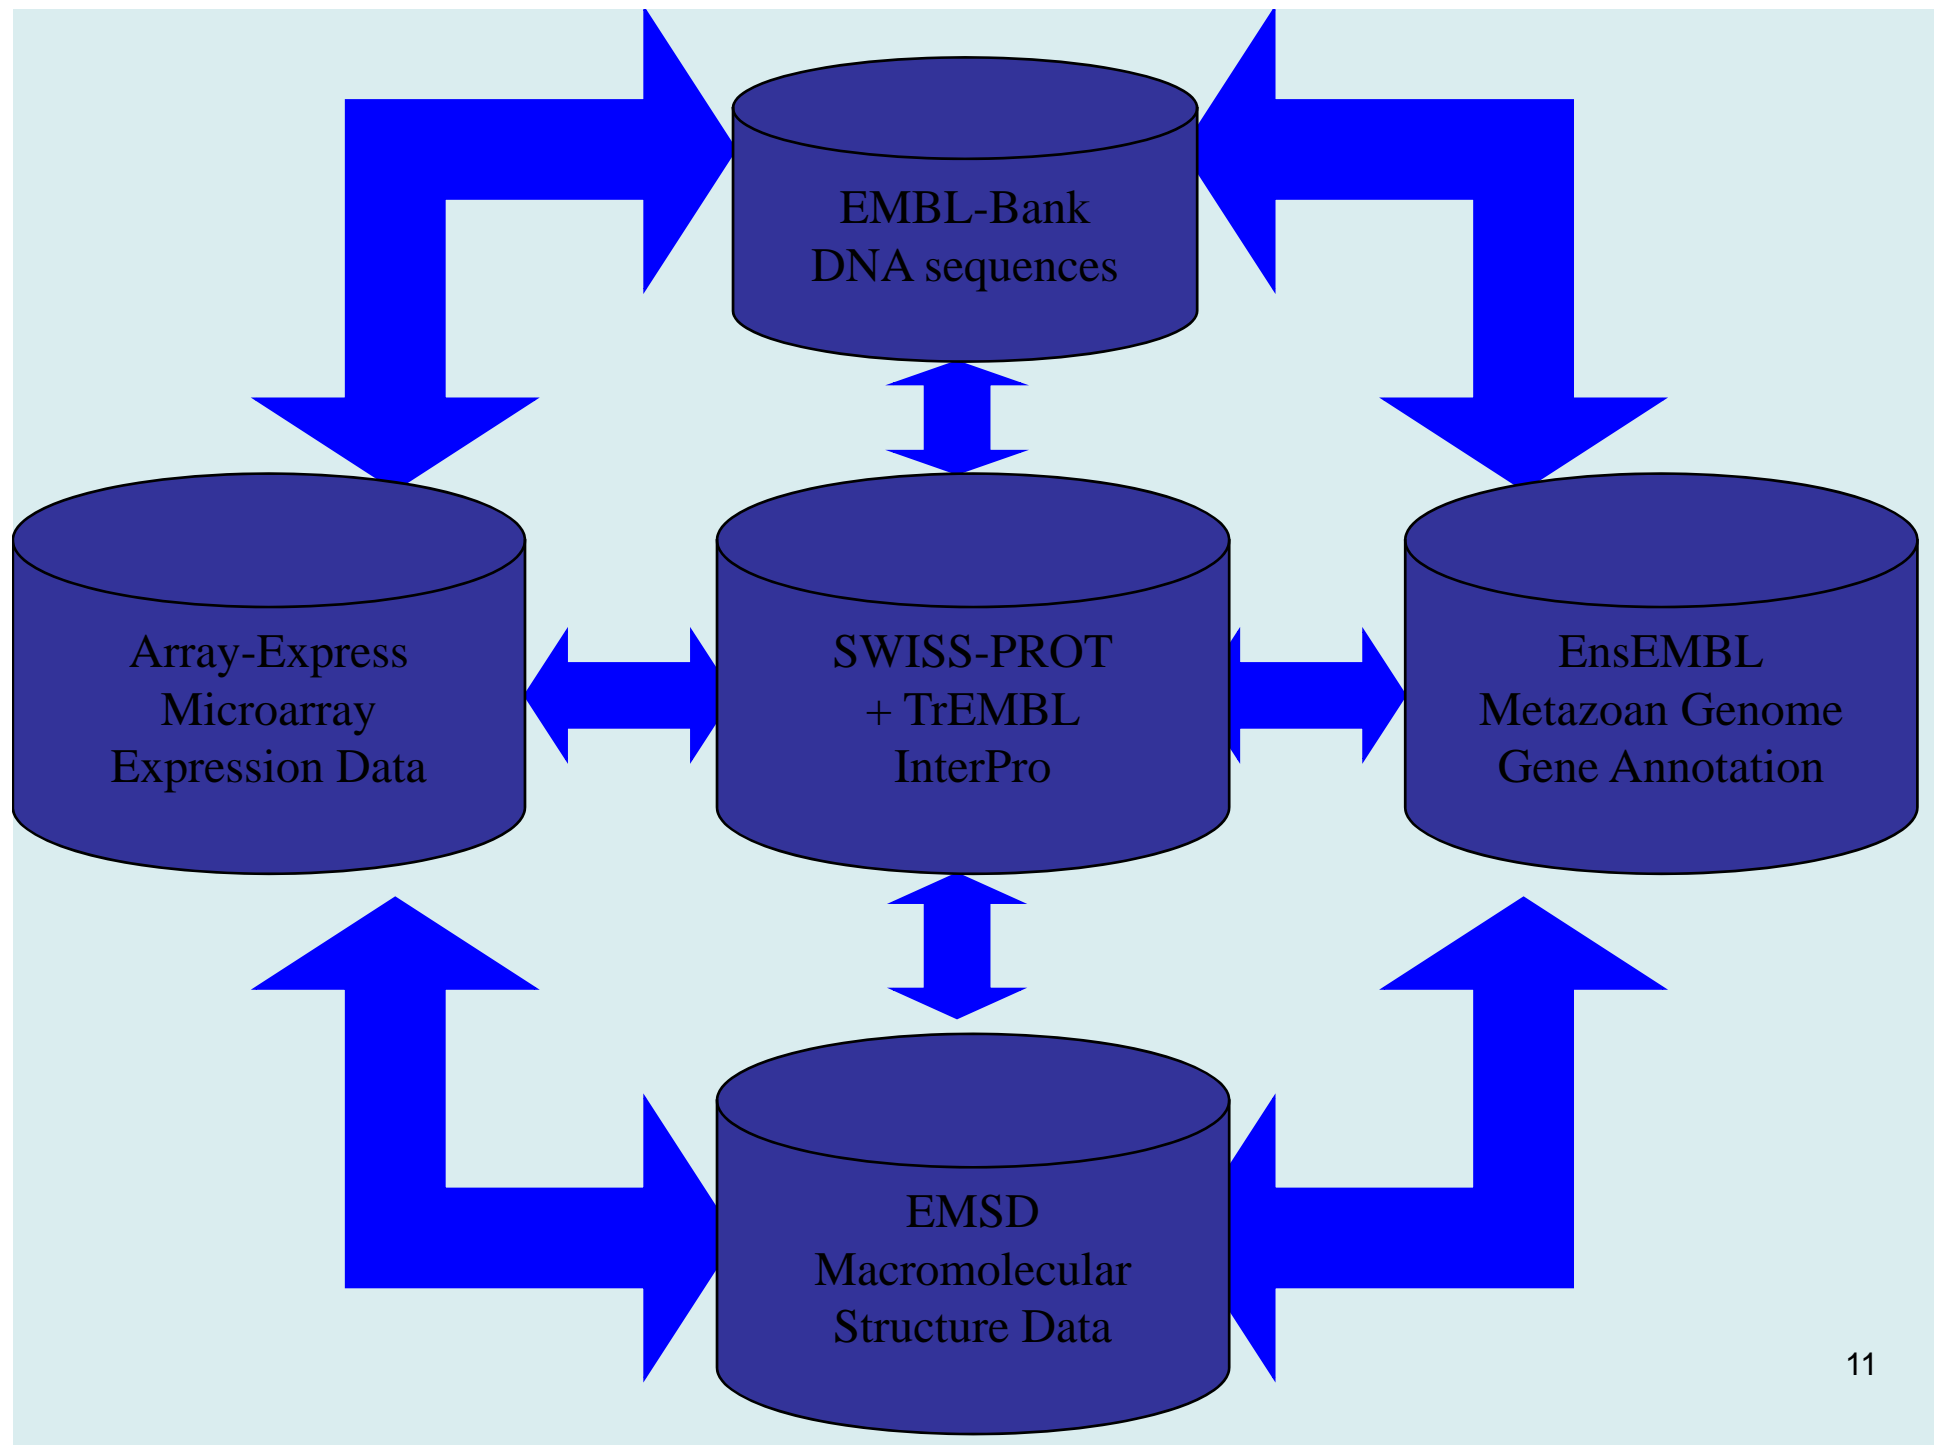 EMBL-Bank
DNA sequences
Array-Express
Microarray
Expression Data
SWISS-PROT
+ TrEMBL
InterPro
EnsEMBL
Metazoan Genome
Gene Annotation
EMSD
Macromolecular
Structure Data
11